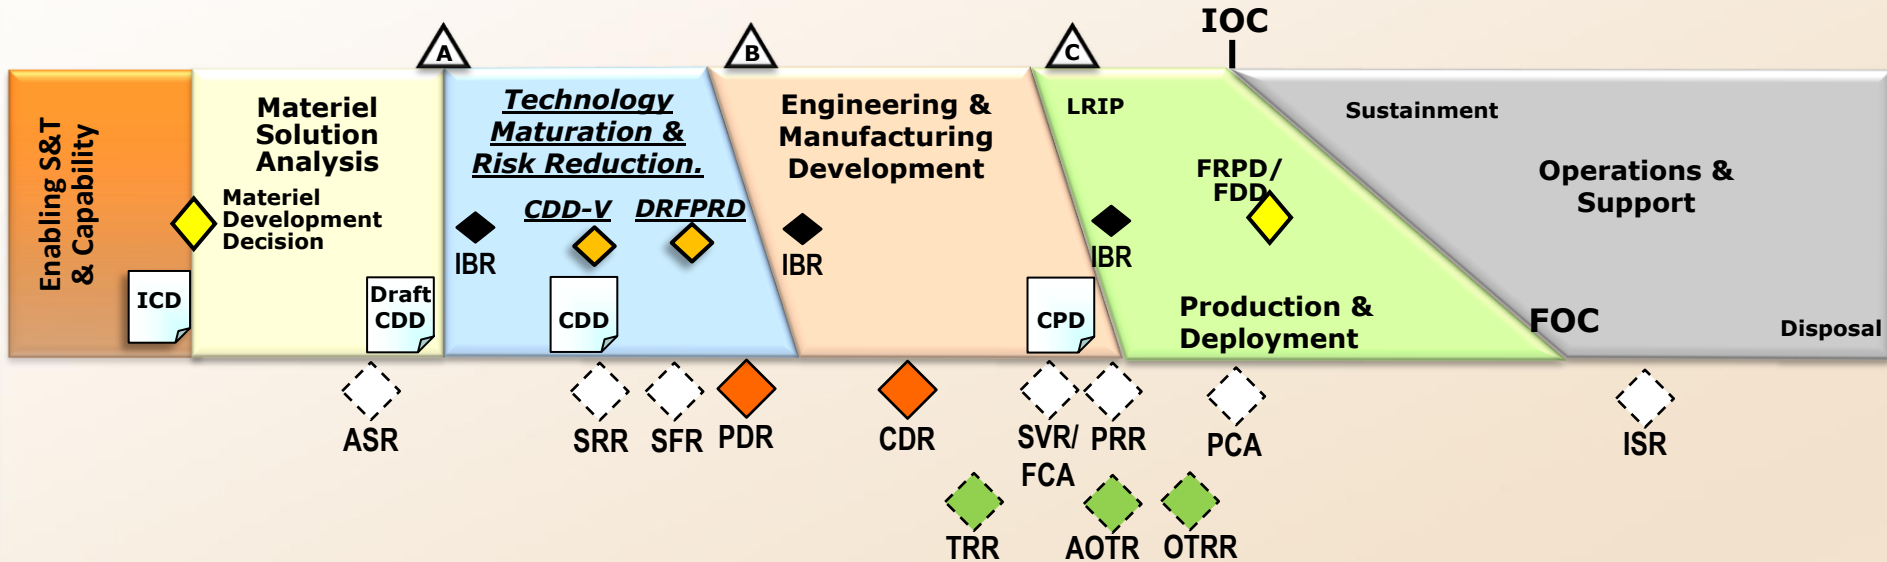 IOC
A
B
C
Enabling S&T
& Capability
Materiel
Solution
Analysis
Materiel
Development
Decision
ICD
Draft
CDD
Technology
Maturation &
Risk Reduction.
CDD-V
DRFPRD
IBR
CDD
Engineering &
Manufacturing
Development
IBR
CPD
LRIP
IBR
FRPD/
FDD
Production &
Deployment
Sustainment
Operations &
Support
FOC
Disposal
ASR
SRR
SFR
PDR
CDR
SVR/
FCA
PRR
PCA
ISR
TRR
AOTR
OTRR